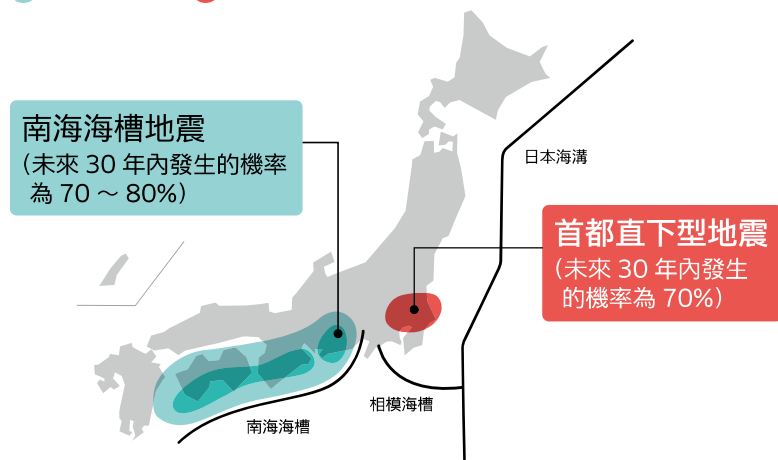 南海海槽地震
（未來 30 年內發生的機率
為 70 ～ 80%）
日本海溝
首都直下型地震
（未來 30 年內發生
的機率為 70%）
相模海槽
南海海槽